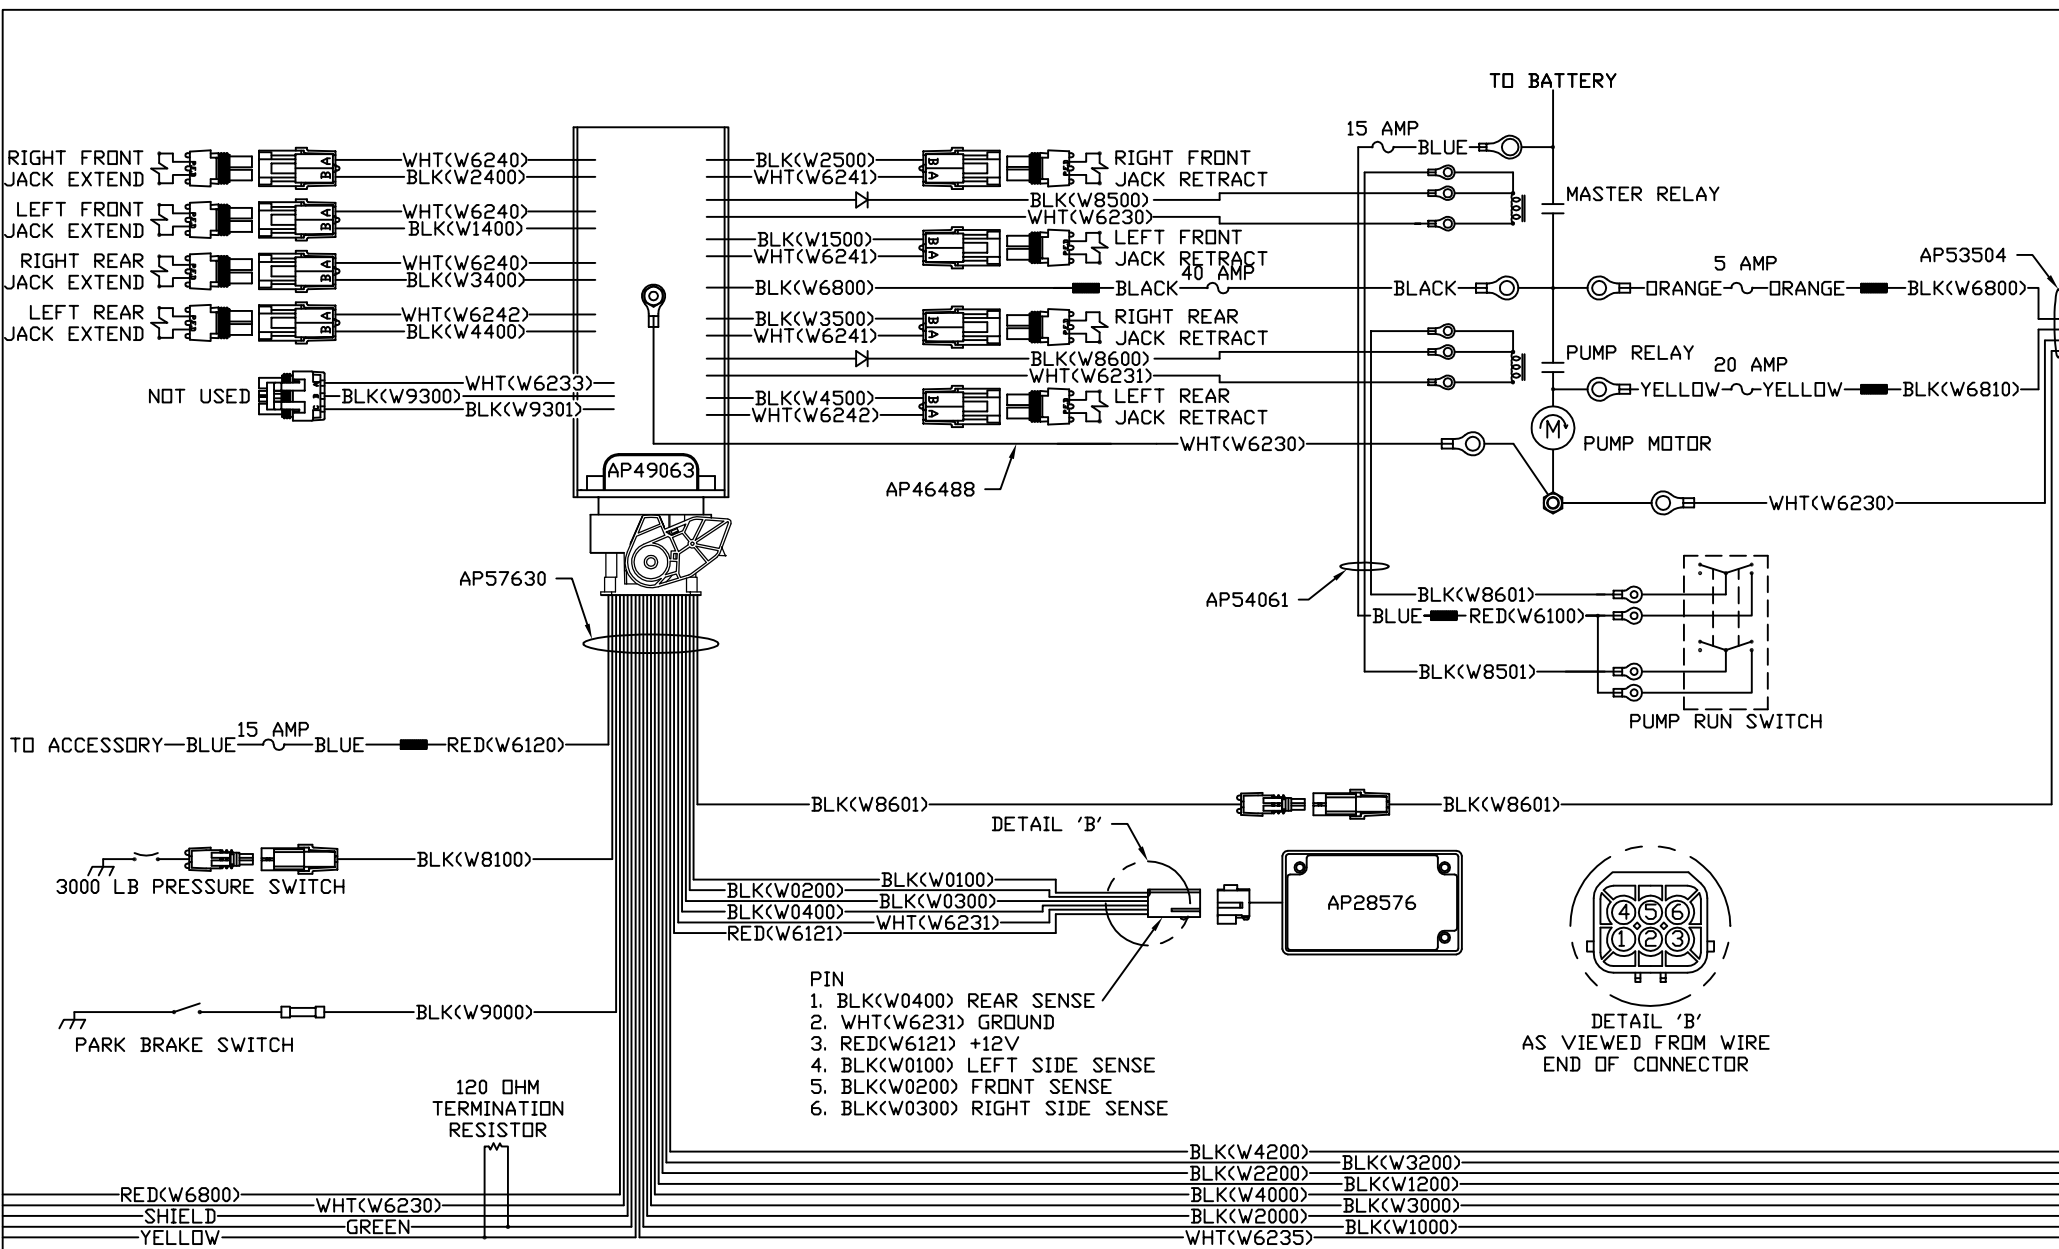 TO BATTERY
15 AMP
BLUE
MASTER RELAY
RIGHT FRONT
JACK EXTEND
A
B
WHT(W6240)
BLK(W2400)
LEFT FRONT
JACK EXTEND
A
B
WHT(W6240)
BLK(W1400)
RIGHT REAR
JACK EXTEND
A
B
WHT(W6240)
BLK(W3400)
LEFT REAR
JACK EXTEND
A
B
WHT(W6242)
BLK(W4400)
NOT USED
WHT(W6233)
BLK(W9300)
BLK(W9301)
BLK(W2500)
WHT(W6241)
B
A
RIGHT FRONT
JACK RETRACT
BLK(W8500)
WHT(W6230)
BLK(W1500)
WHT(W6241)
B
A
LEFT FRONT
JACK RETRACT
40 AMP
BLK(W6800)
BLACK
BLACK
5 AMP
ORANGE
ORANGE
BLK(W6800)
AP53504
BLK(W3500)
WHT(W6241)
B
A
RIGHT REAR
JACK RETRACT
BLK(W8600)
WHT(W6231)
PUMP RELAY
20 AMP
YELLOW
YELLOW
BLK(W6810)
BLK(W4500)
WHT(W6242)
B
A
LEFT REAR
JACK RETRACT
M
PUMP MOTOR
WHT(W6230)
AP49063
AP46488
WHT(W6230)
AP57630
AP54061
BLK(W8601)
BLUE
RED(W6100)
BLK(W8501)
PUMP RUN SWITCH
15 AMP
TO ACCESSORY
BLUE
BLUE
RED(W6120)
BLK(W8601)
BLK(W8601)
DETAIL 'B'
BLK(W8100)
3000 LB PRESSURE SWITCH
BLK(W0100)
BLK(W0200)
BLK(W0300)
BLK(W0400)
WHT(W6231)
RED(W6121)
AP28576
4 5 6
1 2 3
PIN
1. BLK(W0400) REAR SENSE
2. WHT(W6231) GROUND
3. RED(W6121) +12V
4. BLK(W0100) LEFT SIDE SENSE
5. BLK(W0200) FRONT SENSE
6. BLK(W0300) RIGHT SIDE SENSE
DETAIL 'B'
AS VIEWED FROM WIRE
END OF CONNECTOR
BLK(W9000)
PARK BRAKE SWITCH
120 OHM
TERMINATION
RESISTOR
RED(W6800)
WHT(W6230)
SHIELD
GREEN
YELLOW
BLK(W4200)
BLK(W3200)
BLK(W2200)
BLK(W1200)
BLK(W4000)
BLK(W3000)
BLK(W2000)
BLK(W1000)
WHT(W6235)